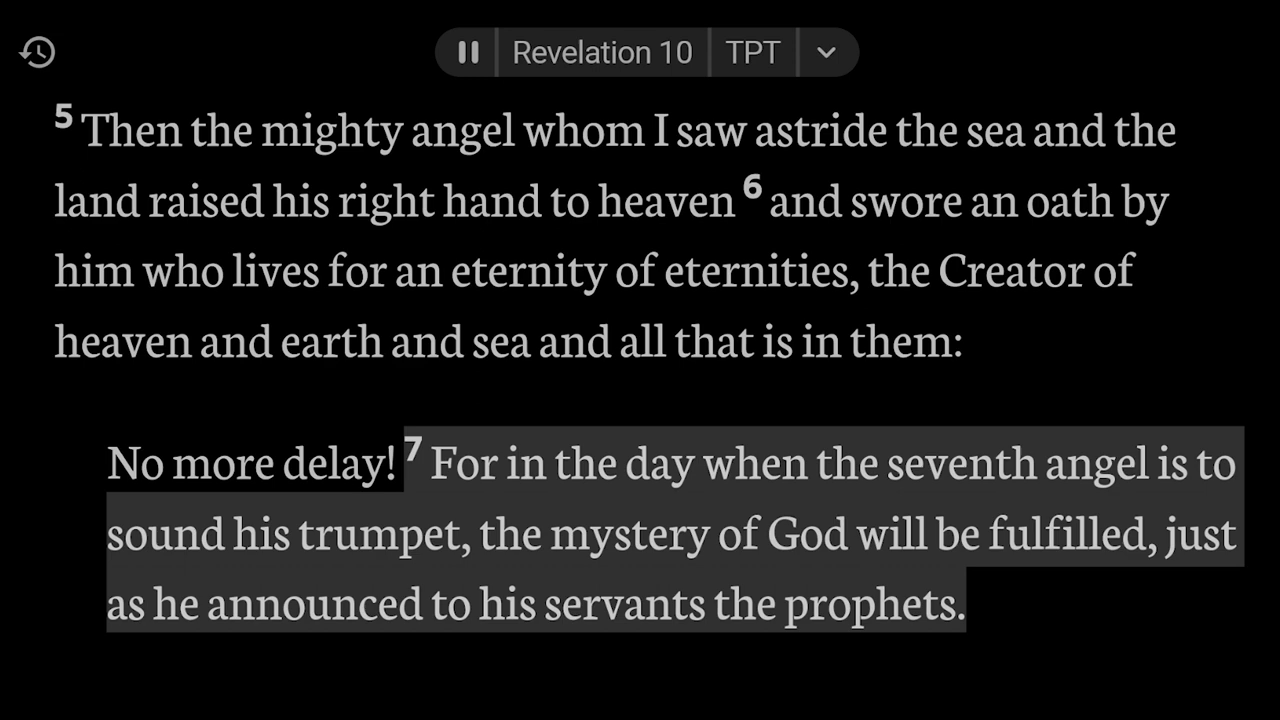 Revelation 10 TPT
5 Then the mighty angel whom I saw astride the sea and the
land raised his right hand to heaven 6 and swore an oath by
him who lives for an eternity of eternities, the Creator of
heaven and earth and sea and all that is in them:
No more delay! 7 For in the day when the seventh angel is to
sound his trumpet, the mystery of God will be fulfilled, just
as he announced to his servants the prophets.